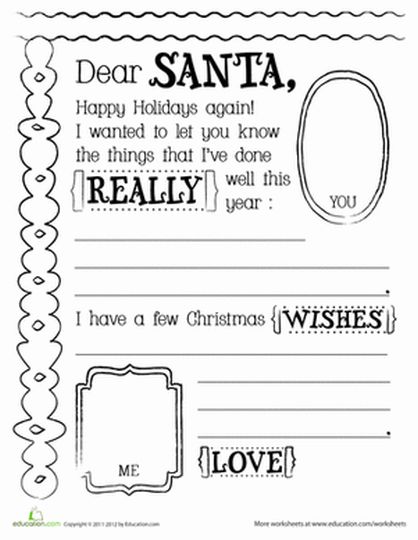 Dear SANTA,
Happy Holidays again!
I wanted to let you know
the things that I've done
{REALLY} well this
year :
YOU
.
I have a few Christmas {WISHES}
.
ME
{LOVE}
education.com Copyright © 2011-2012 by Education.com
More worksheets at www.education.com/worksheets